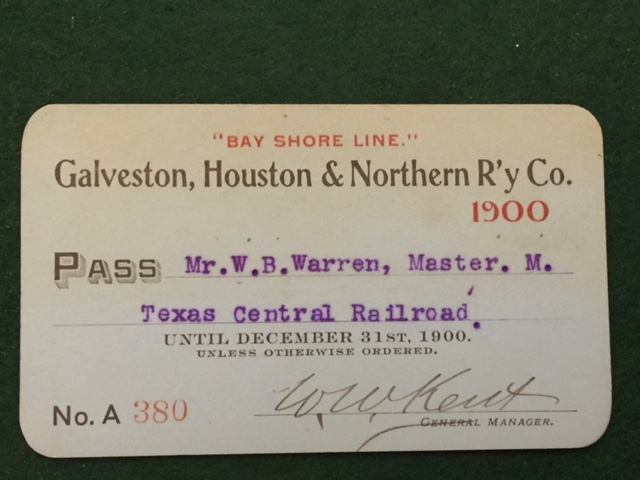 "BAY SHORE LINE."
Galveston, Houston & Northern R'y Co.
1900
PASS Mr.W.B.Warren, Master. M.
Texas Central Railroad.
UNTIL DECEMBER 31ST, 1900.
UNLESS OTHERWISE ORDERED.
No. A 380
W. W. Kent
GENERAL MANAGER.